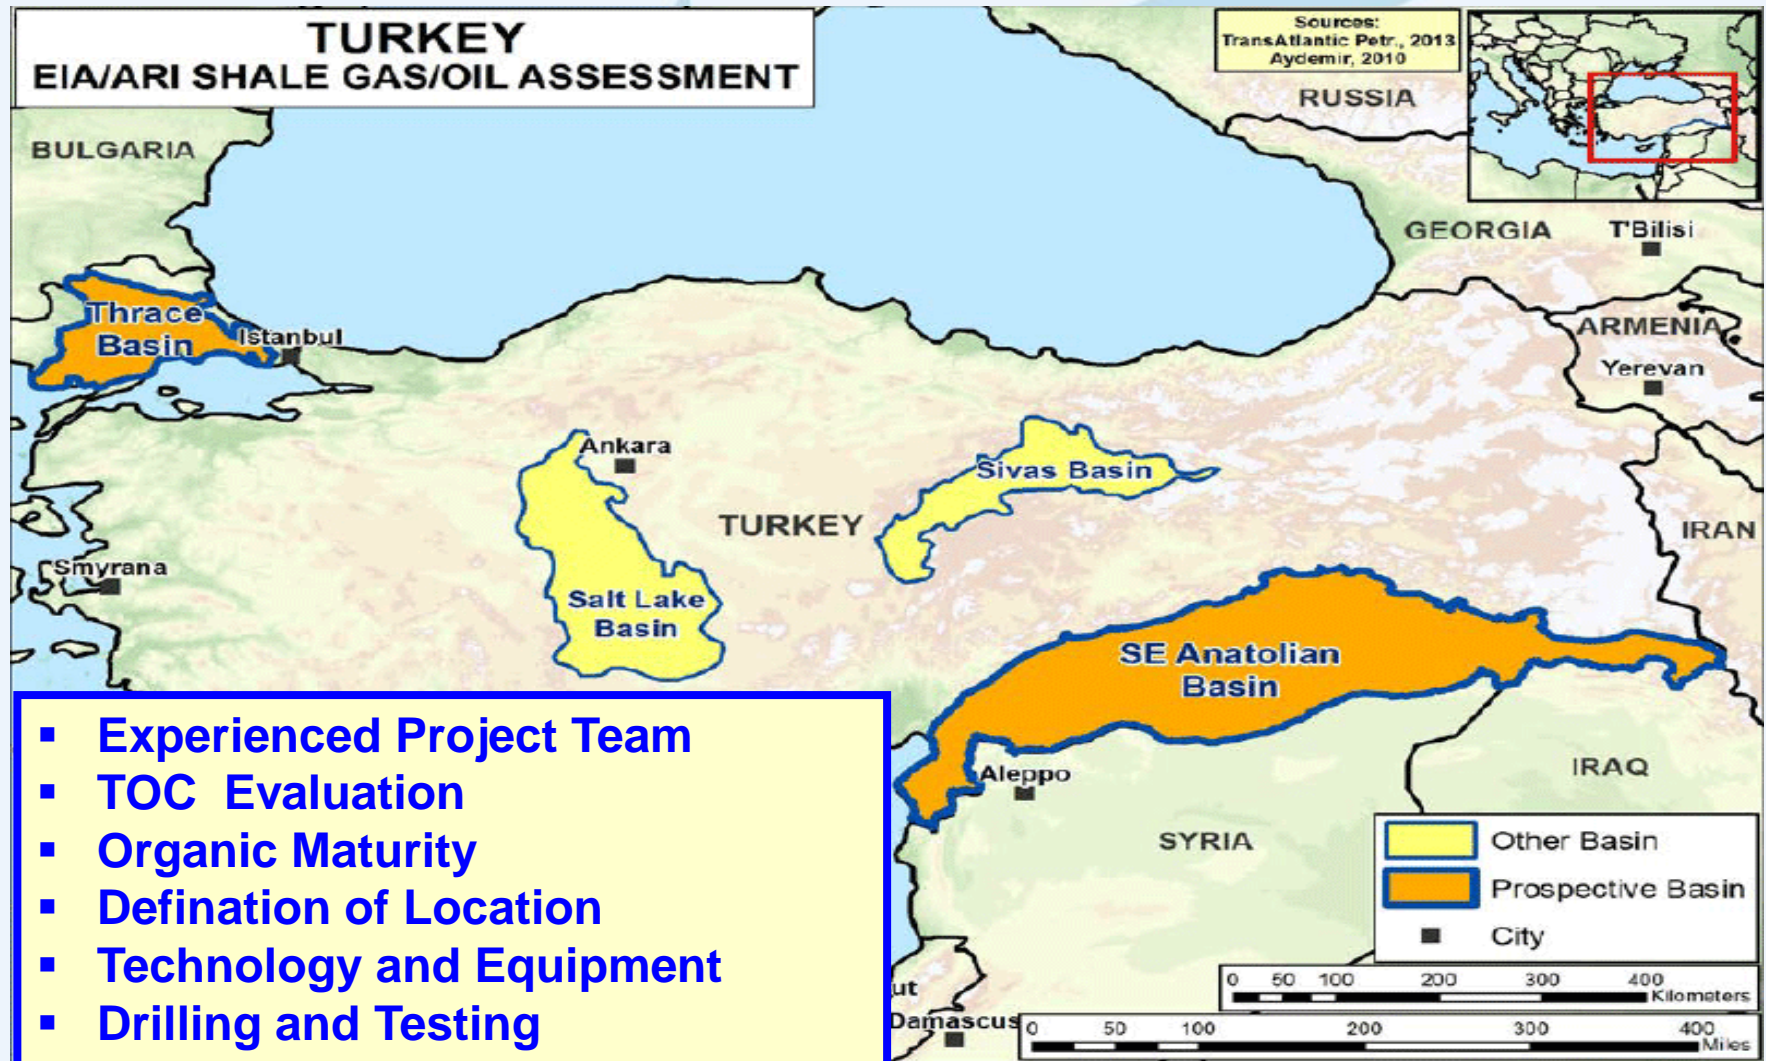 TURKEY
EIA/ARI SHALE GAS/OIL ASSESSMENT
Sources:
TransAtlantic Petr., 2013
Aydemir, 2010
RUSSIA
BULGARIA
GEORGIA
T'Bilisi
Thrace
Basin
Istanbul
ARMENIA
Yerevan
Ankara
Sivas Basin
TURKEY
IRAN
Smyrana
Salt Lake
Basin
SE Anatolian
Basin
Aleppo
IRAQ
SYRIA
▪ Experienced Project Team
▪ TOC Evaluation
▪ Organic Maturity
▪ Defination of Location
▪ Technology and Equipment
▪ Drilling and Testing
Other Basin
Prospective Basin
City
ut
Damascus
0 50 100 200 300 400
Kilometers
0 50 100 200 300 400
Miles